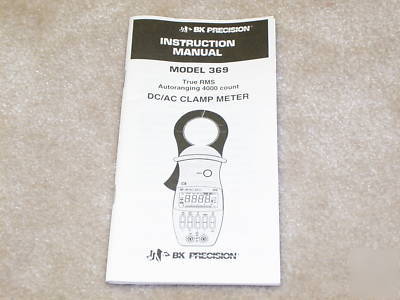 BK PRECISION
INSTRUCTION
MANUAL
MODEL 369
True RMS
Autoranging 4000 count
DC/AC CLAMP METER
BK PRECISION